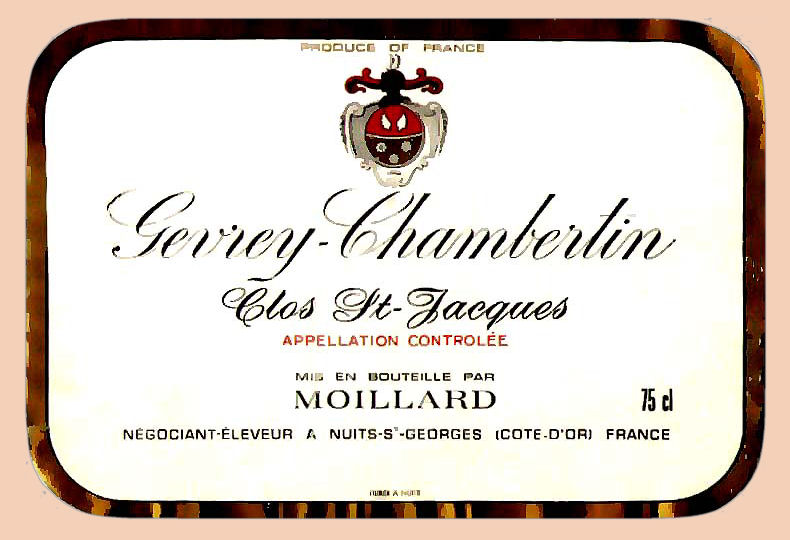 PRODUCE OF FRANCE
Gevrey-Chambertin
Clos St-Jacques
APPELLATION CONTROLÉE
MIS EN BOUTEILLE PAR
MOILLARD
75 cl
NÉGOCIANT-ÉLEVEUR A NUITS-St-GEORGES (COTE-D'OR) FRANCE